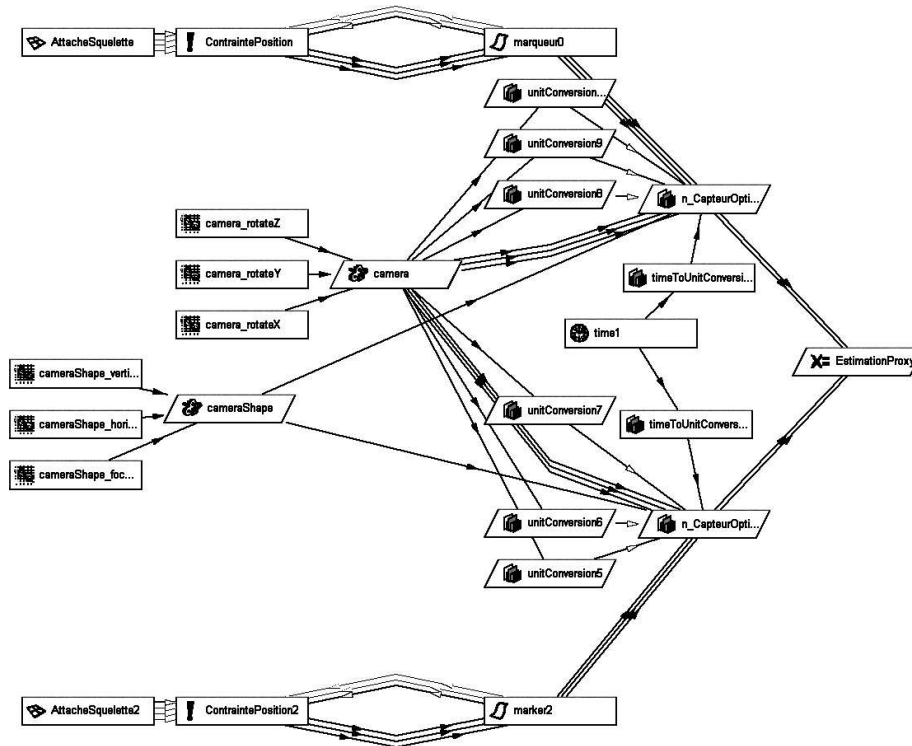 AttacheSquelette
ContraintePosition
marqueur0
unitConversion...
unitConversion9
unitConversion8
n_CapteurOpti...
camera_rotateZ
camera_rotateY
camera
timeToUnitConversi...
camera_rotateX
time1
EstimationProxy
cameraShape_verti...
cameraShape
cameraShape_hori...
unitConversion7
timeToUnitConvers...
cameraShape_foc...
unitConversion6
n_CapteurOpti...
unitConversion5
AttacheSquelette2
ContraintePosition2
marker2